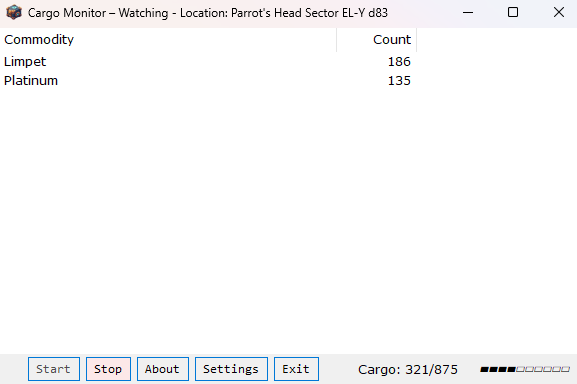 Cargo Monitor – Watching - Location: Parrot's Head Sector EL-Y d83
Commodity Count
Limpet 186
Platinum 135
Start Stop About Settings Exit Cargo: 321/875